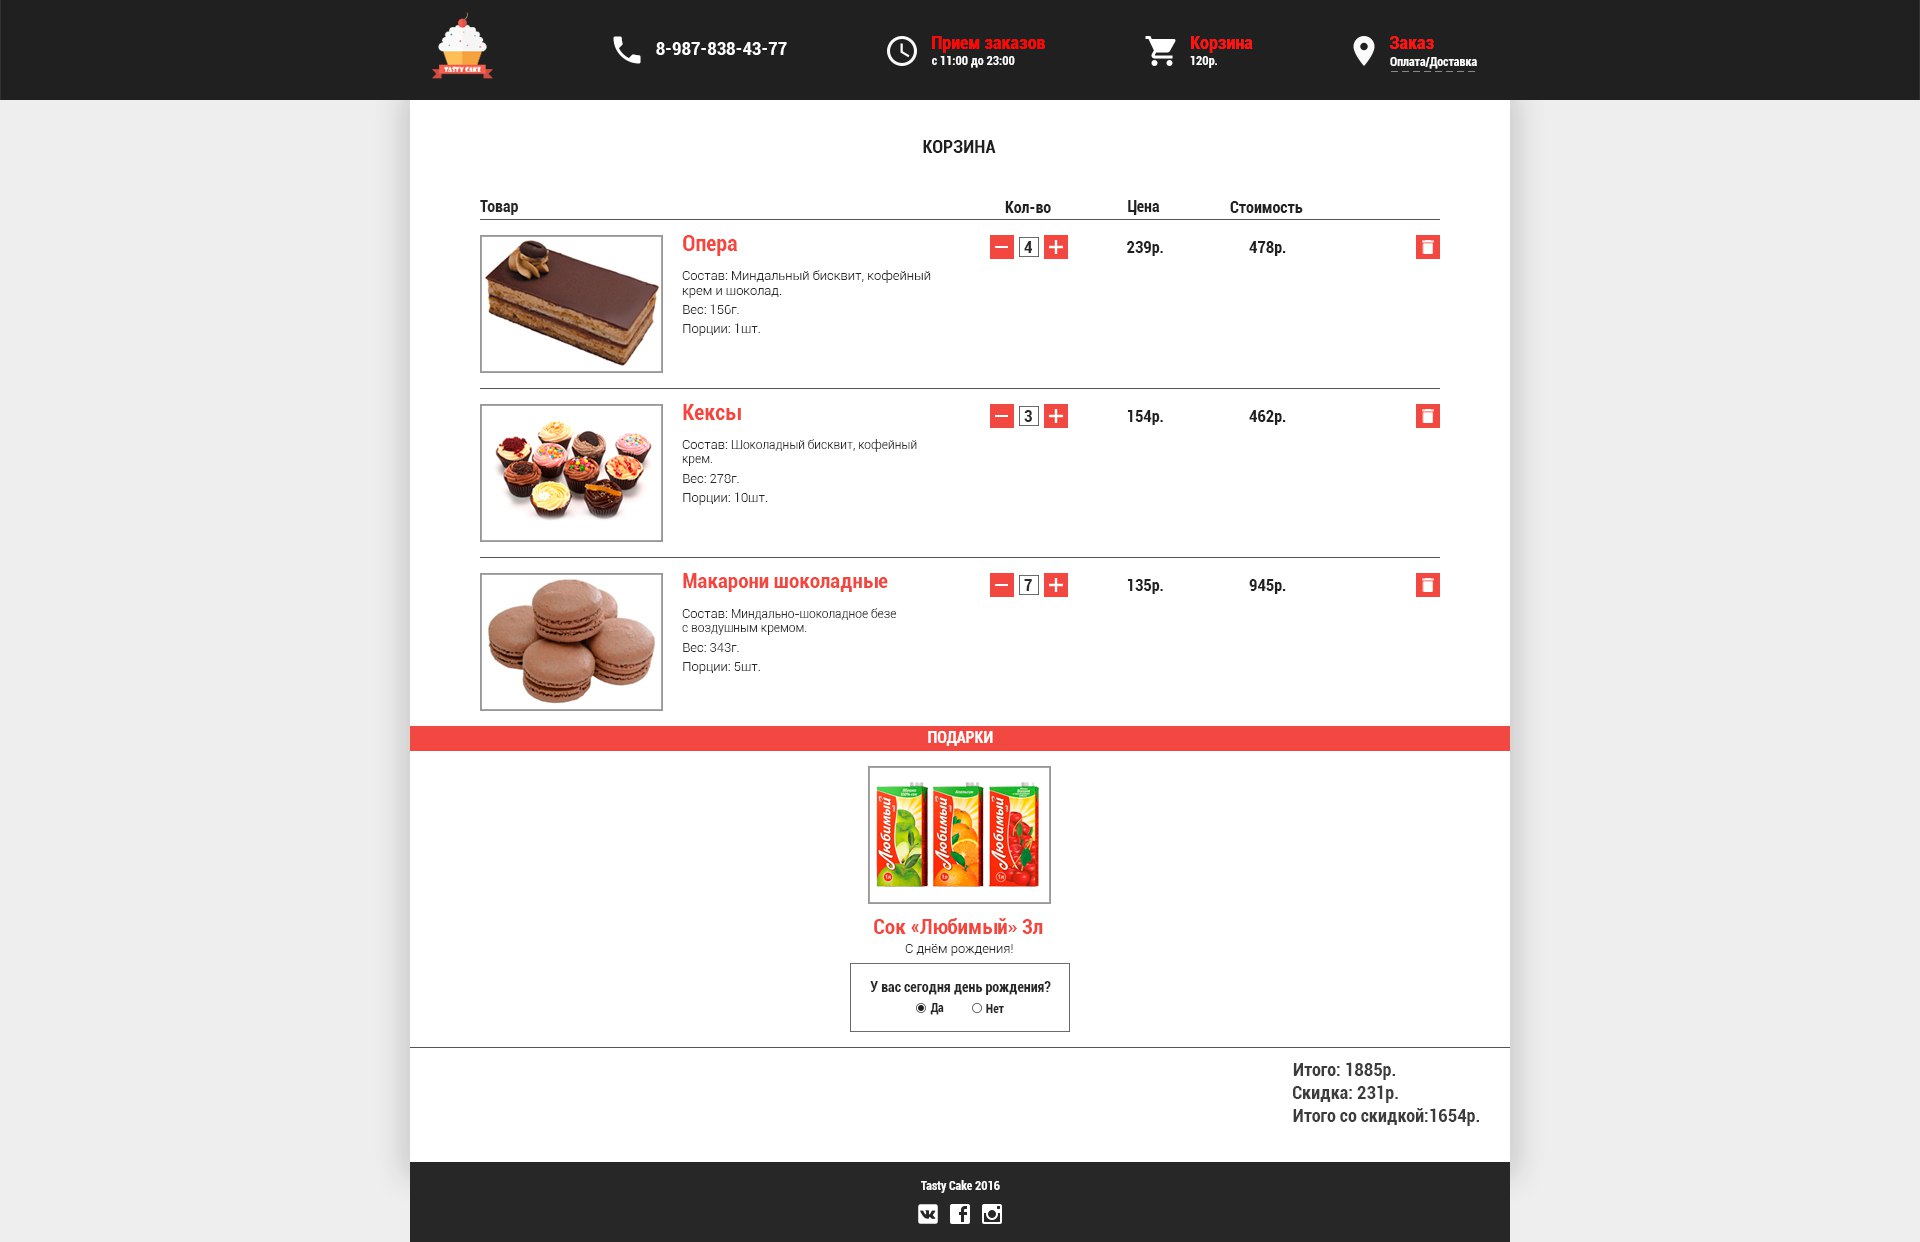 TASTY CAKE
8-987-838-43-77
Прием заказов
с 11:00 до 23:00
Корзина
120р.
Заказ
Оплата/Доставка
КОРЗИНА
Товар Кол-во Цена Стоимость
Опера 4 239р. 478р.
Состав: Миндальный бисквит, кофейный
крем и шоколад.
Вес: 156г.
Порции: 1шт.
Кексы 3 154р. 462р.
Состав: Шоколадный бисквит, кофейный
крем.
Вес: 278г.
Порции: 10шт.
Макарони шоколадные 7 135р. 945р.
Состав: Миндально-шоколадное безе
с воздушным кремом.
Вес: 343г.
Порции: 5шт.
ПОДАРКИ
Любимый Любимый Любимый
Сок «Любимый» 3л
С днём рождения!
У вас сегодня день рождения?
Да Нет
Итого: 1885р.
Скидка: 231р.
Итого со скидкой:1654р.
Tasty Cake 2016